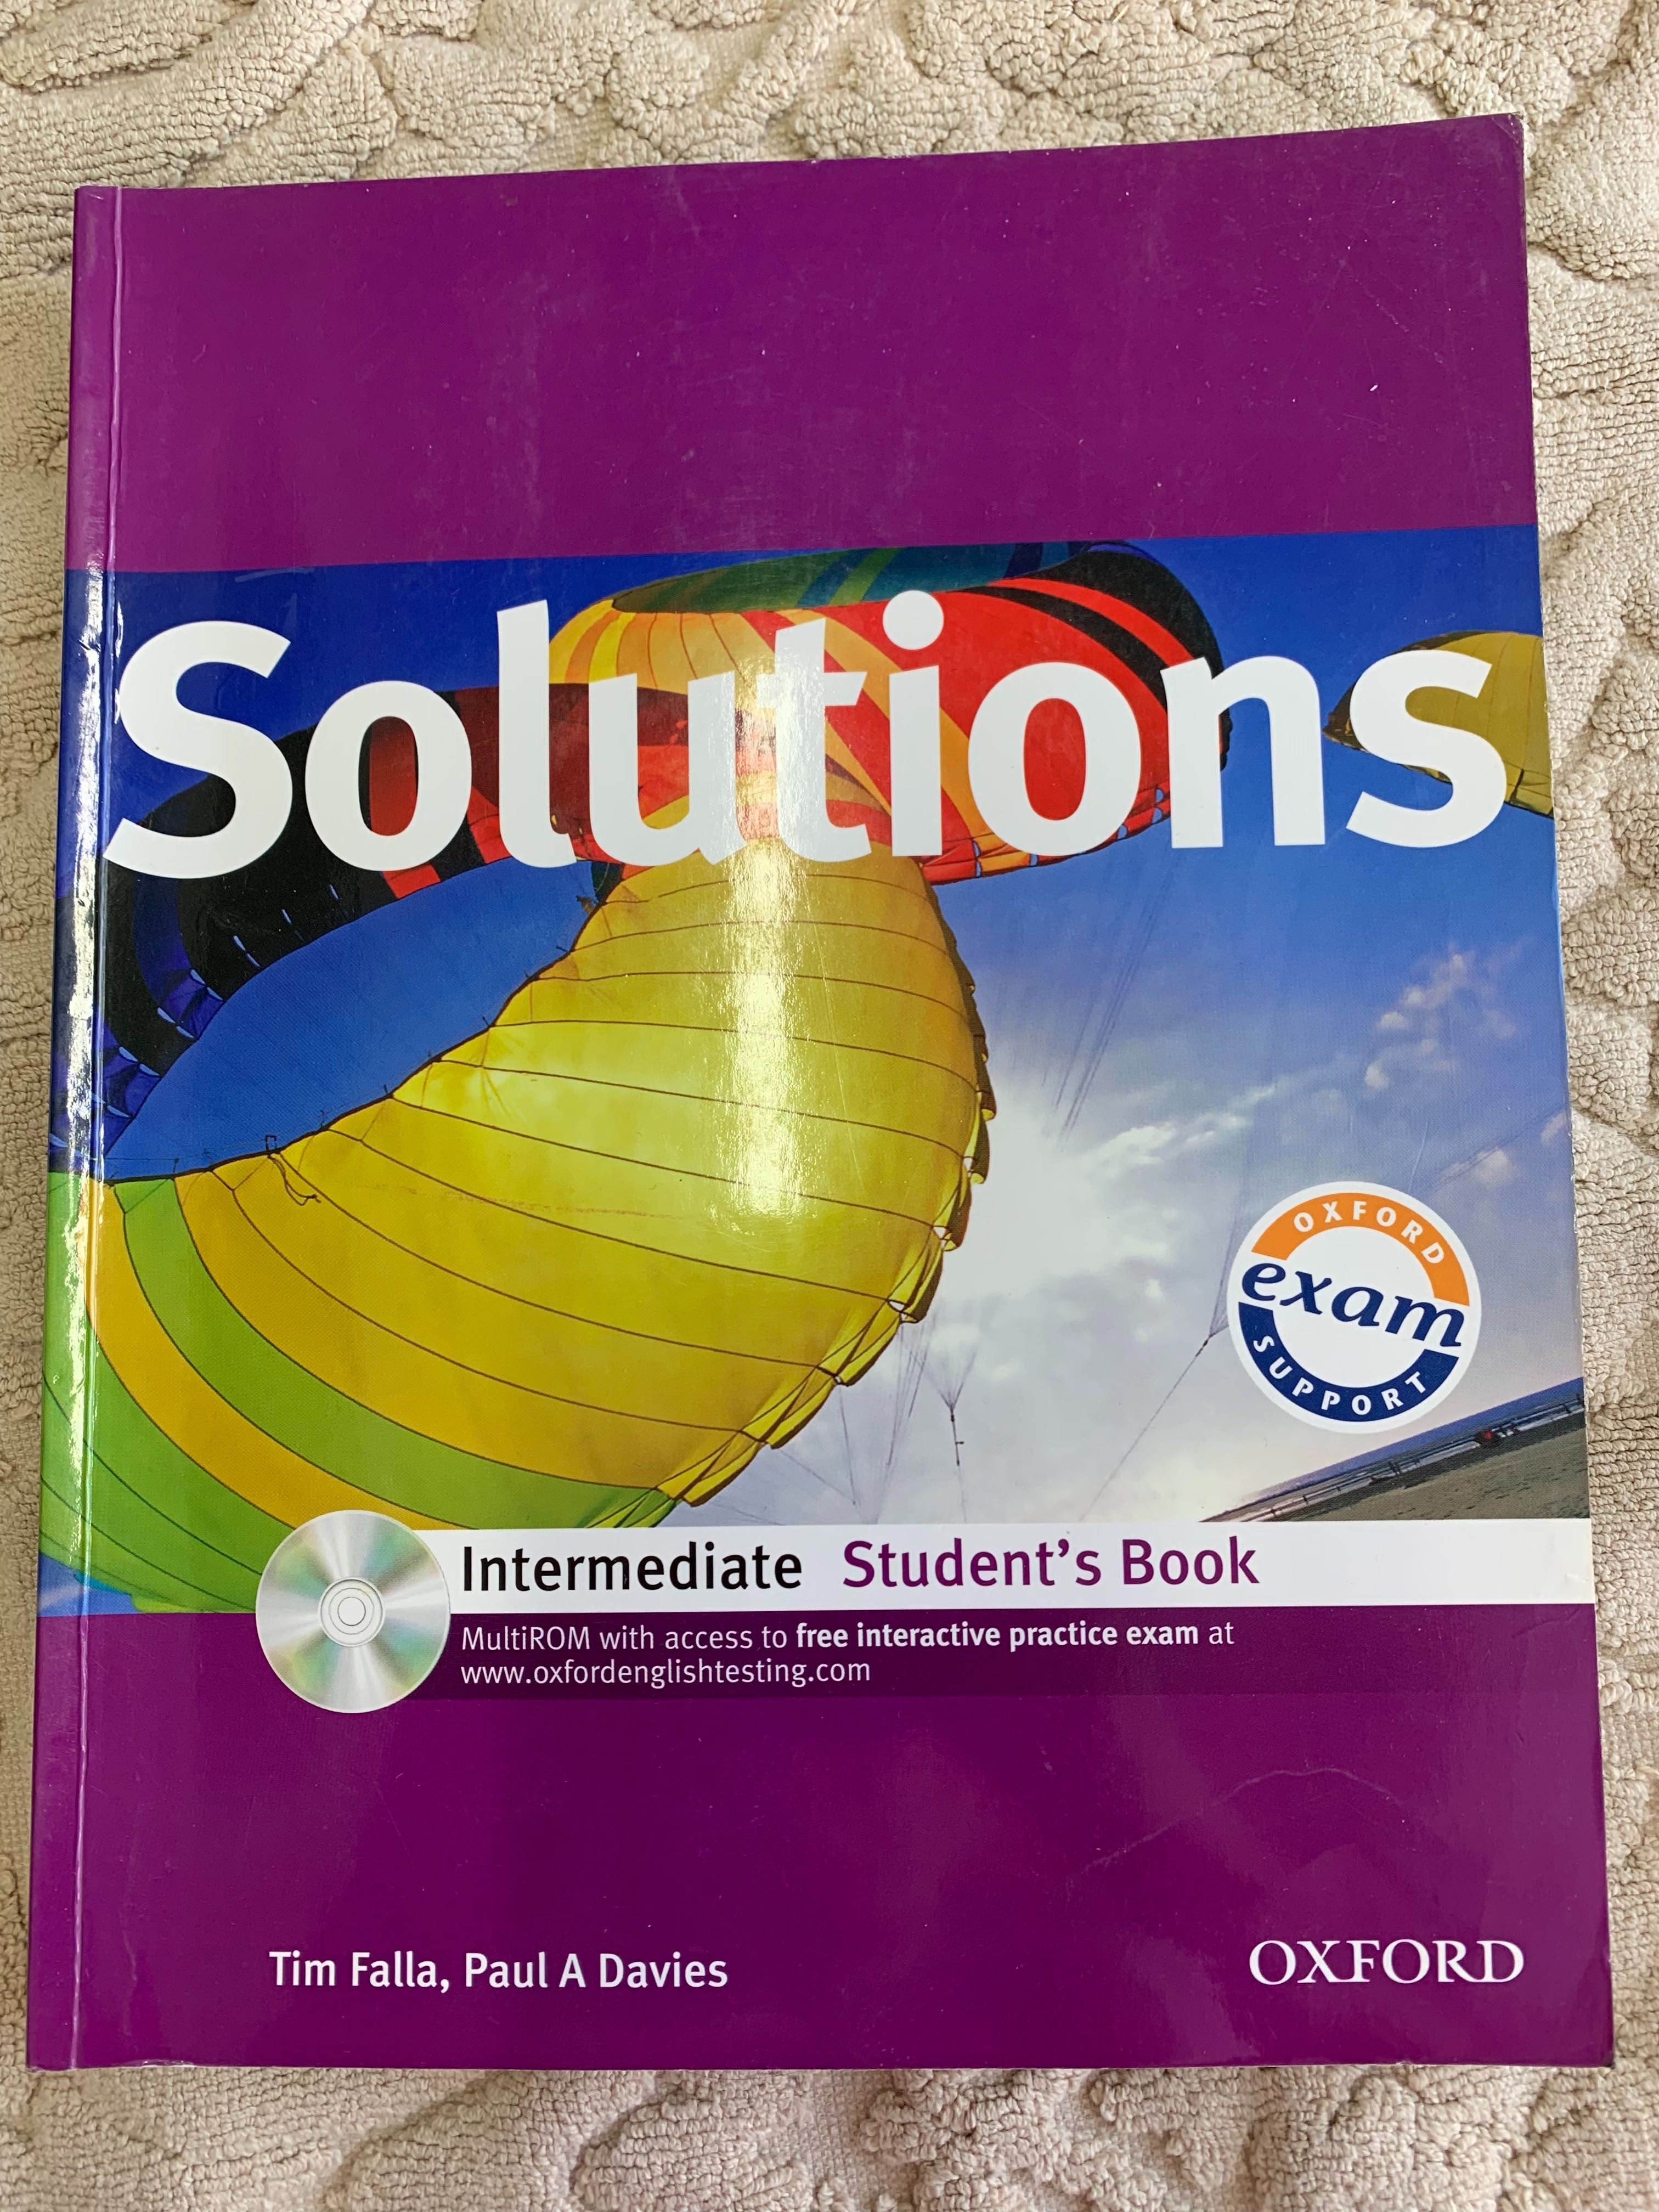 Solutions
OXFORD
exam
SUPPORT
Intermediate Student's Book
MultiROM with access to free interactive practice exam at
www.oxfordenglishtesting.com
Tim Falla, Paul A Davies
OXFORD